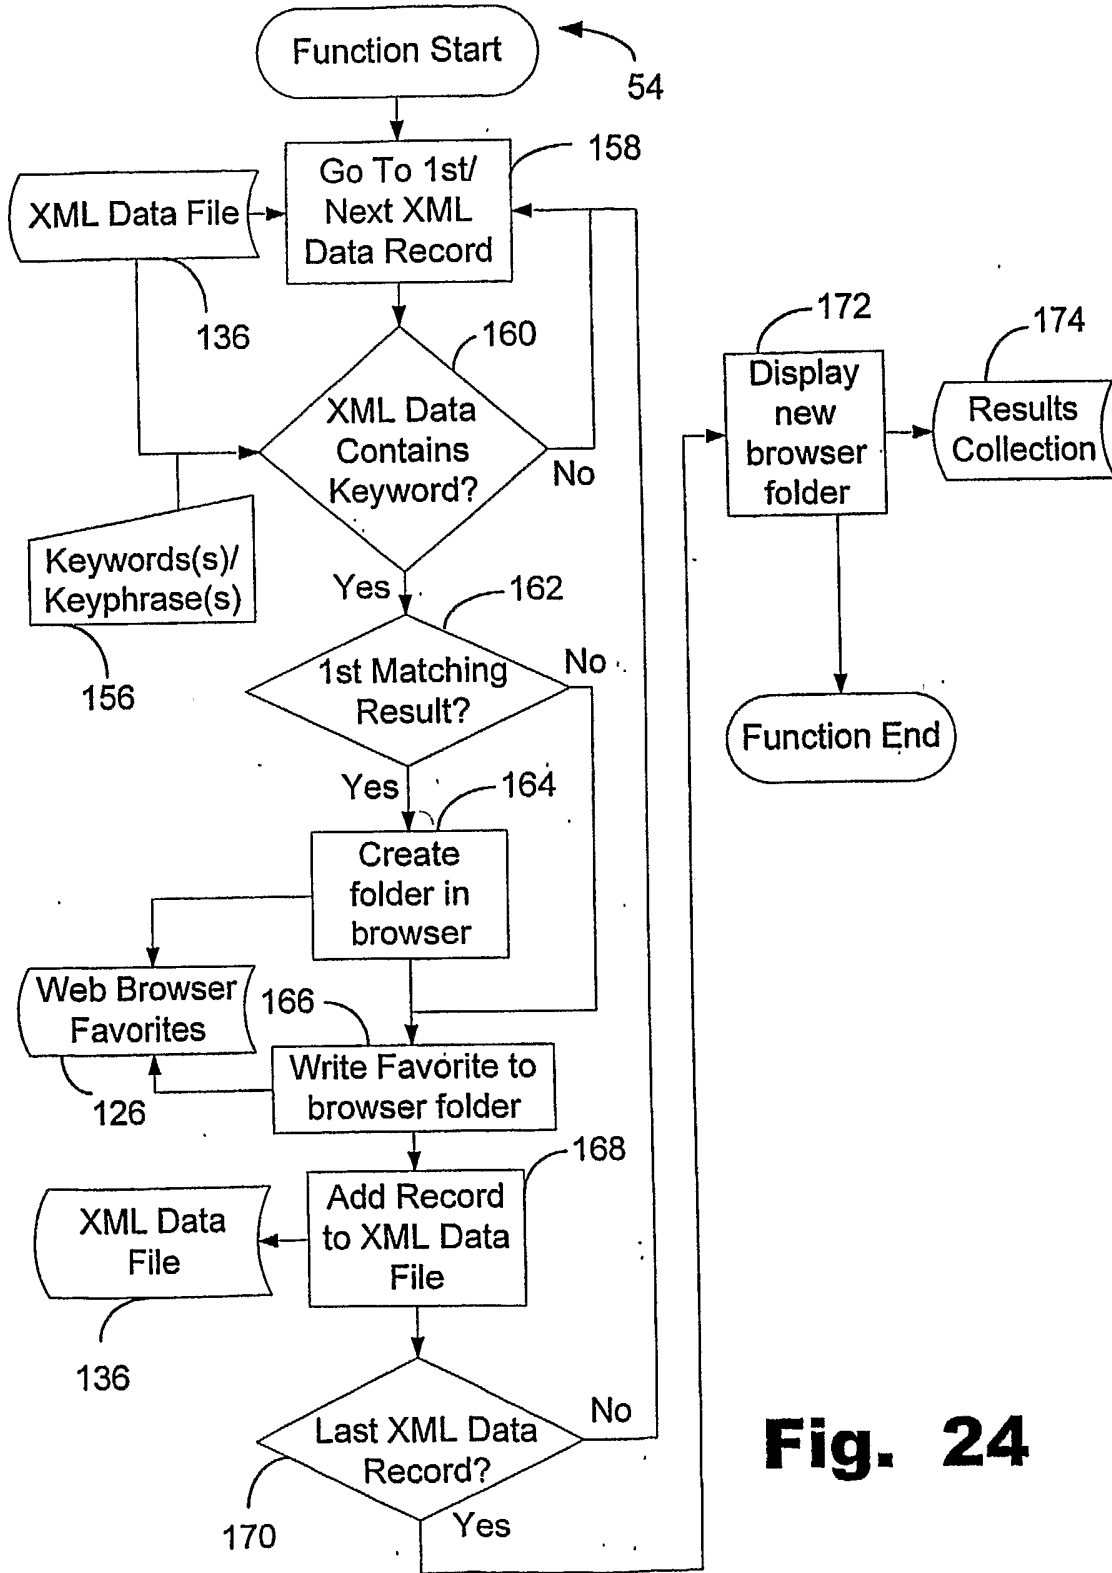 Function Start
54
158
Go To 1st/
Next XML
Data Record
XML Data File
136
160
XML Data
Contains
Keyword?
No
Keywords(s)/
Keyphrase(s)
156
Yes
162
1st Matching
Result?
No
Yes
164
Create
folder in
browser
Web Browser
Favorites
126
166
Write Favorite to
browser folder
168
Add Record
to XML Data
File
XML Data
File
136
Last XML Data
Record?
No
170
Yes
172
Display
new
browser
folder
174
Results
Collection
Function End
Fig. 24